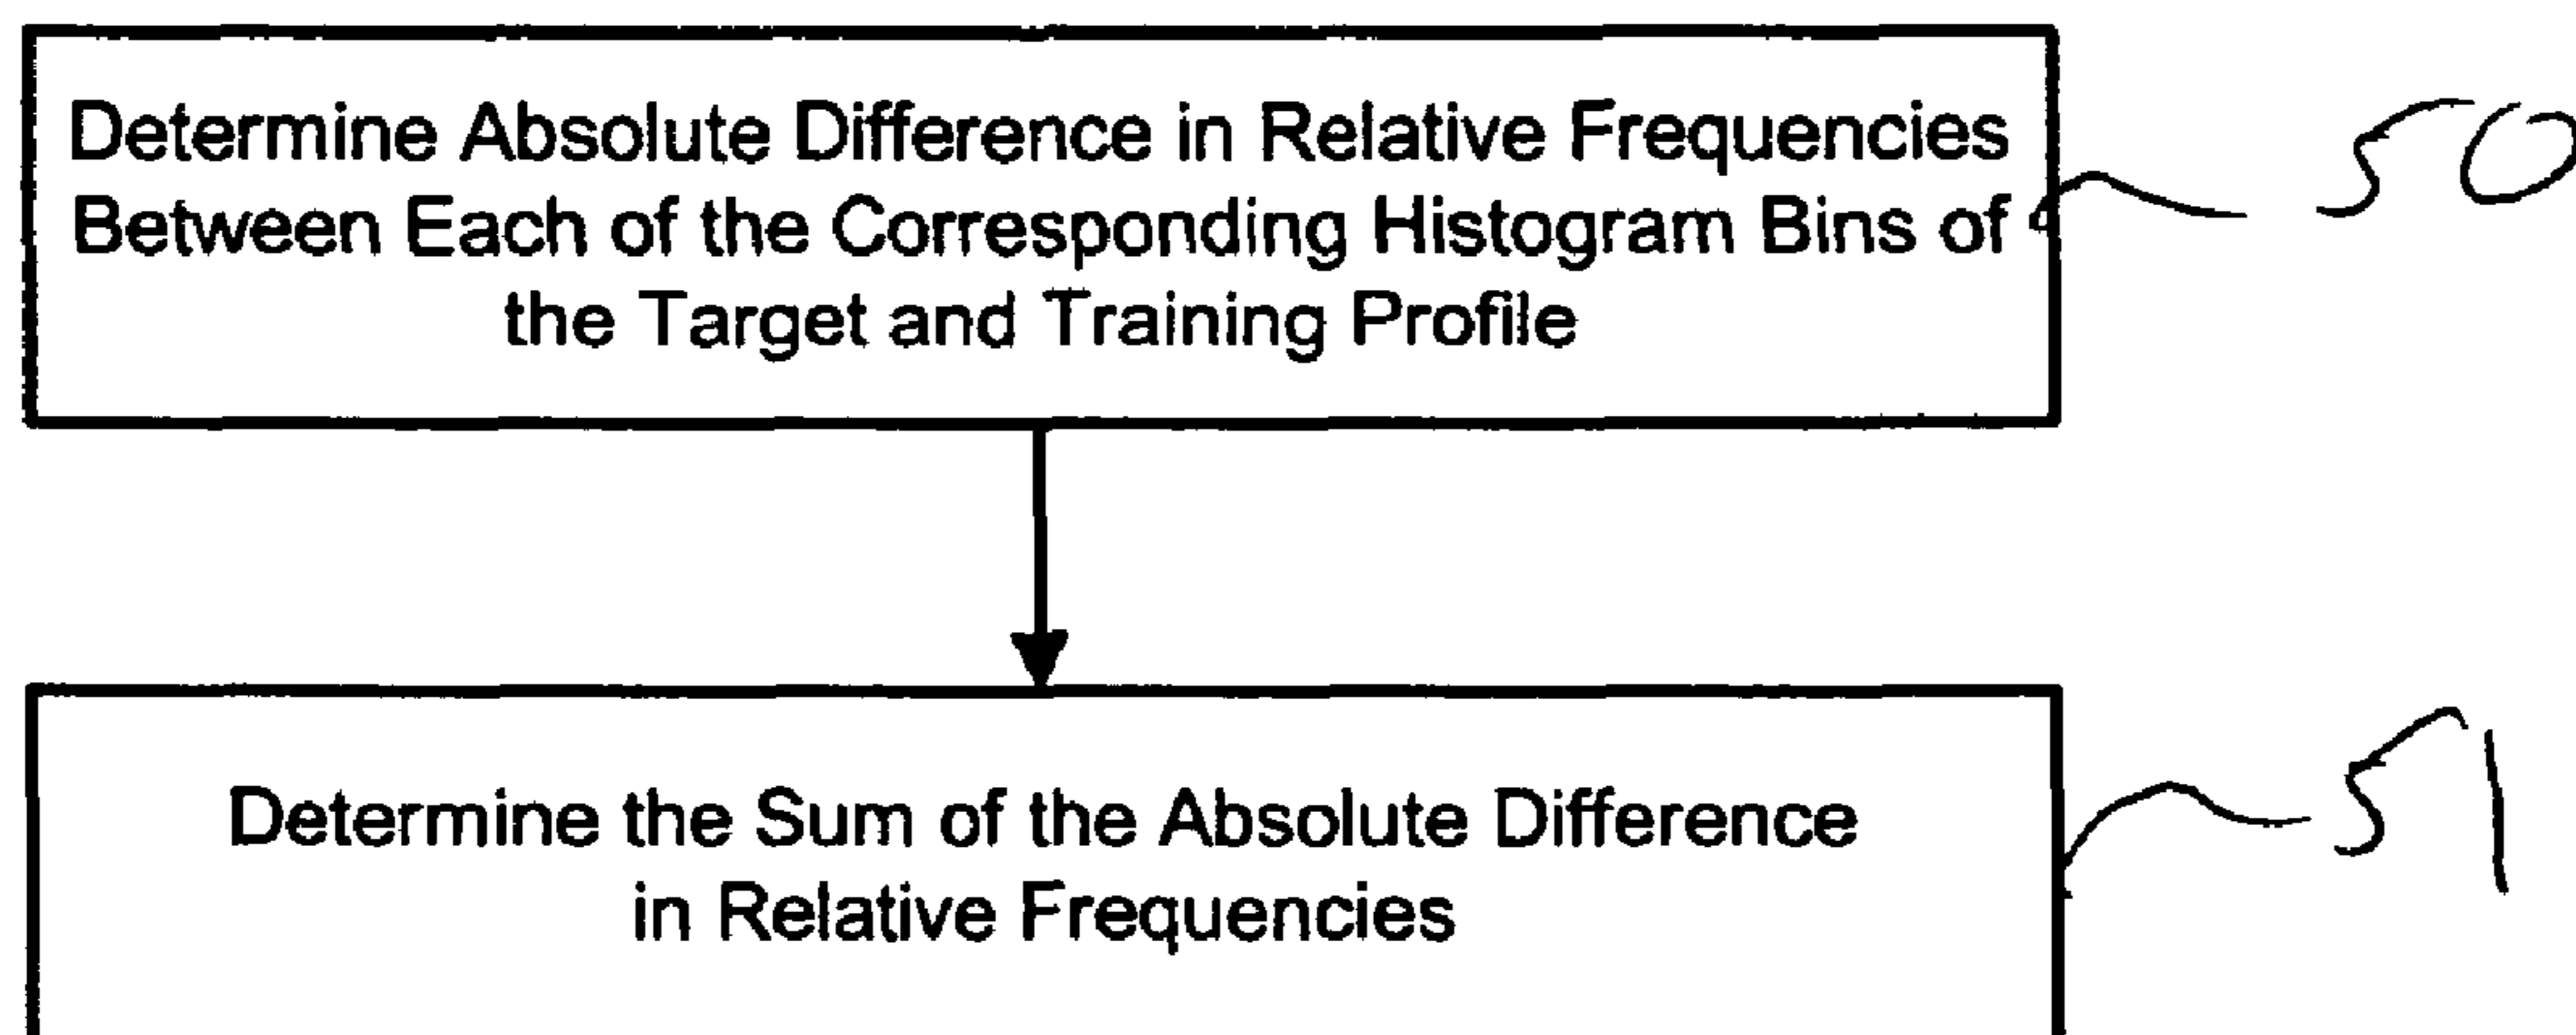 Determine Absolute Difference in Relative Frequencies
Between Each of the Corresponding Histogram Bins of
the Target and Training Profile
50
Determine the Sum of the Absolute Difference
in Relative Frequencies
51